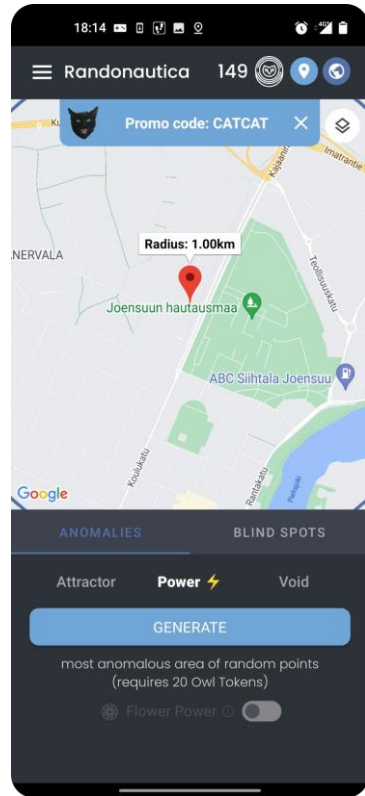 18:14
4G
Randonautica 149
Promo code: CATCAT
Kajaanin
Imatrantie
Radius: 1.00km
NERVALA
Teollisuuskatu
Joensuun hautausmaa
ABC Siihtala Joensuu
Koulukatu
Rantakatu
Pielisjoki
Google
ANOMALIES BLIND SPOTS
Attractor Power Void
GENERATE
most anomalous area of random points
(requires 20 Owl Tokens)
Flower Power